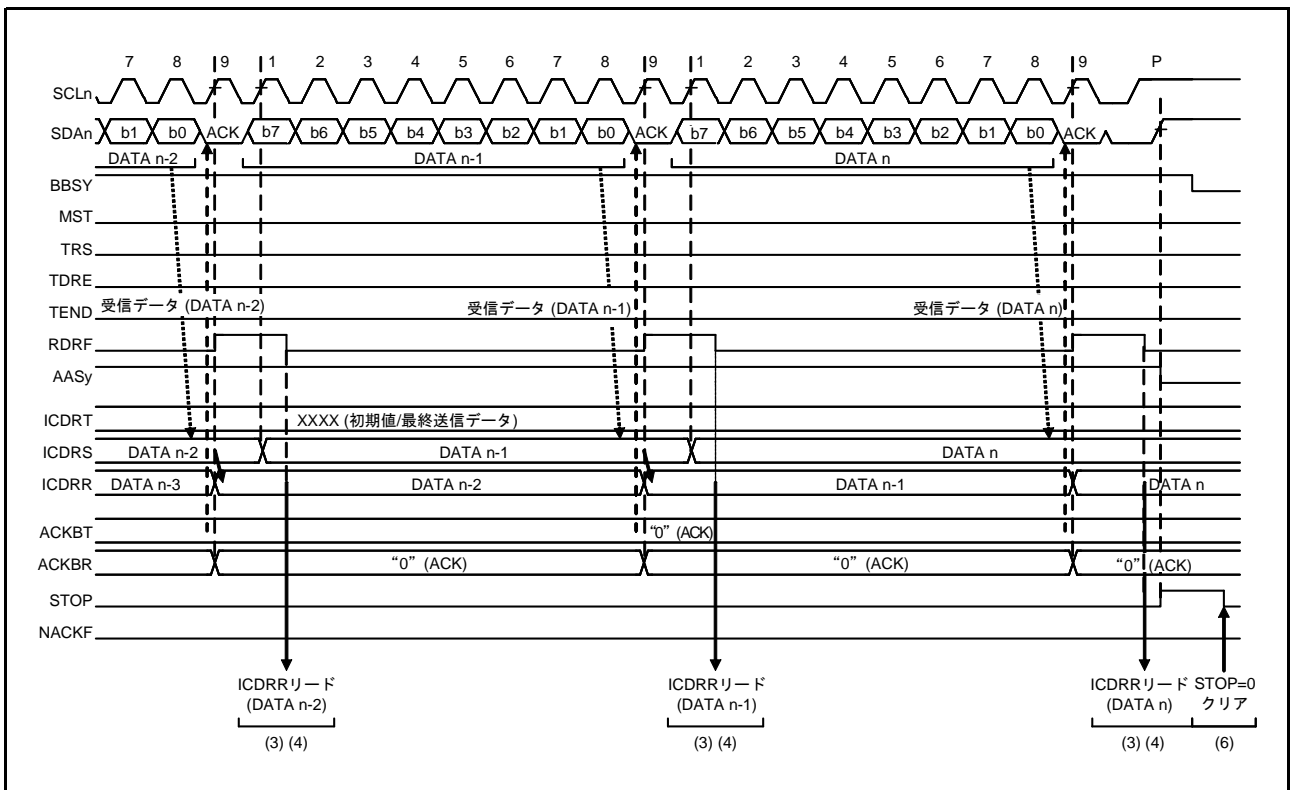 7 8 9 1 2 3 4 5 6 7 8 9 1 2 3 4 5 6 7 8 9 P
SCLn
SDAn b1 b0 ACK b7 b6 b5 b4 b3 b2 b1 b0 ACK b7 b6 b5 b4 b3 b2 b1 b0 ACK
DATA n-2 DATA n-1 DATA n
BBSY
MST
TRS
TDRE
TEND 受信データ (DATA n-2) 受信データ (DATA n-1) 受信データ (DATA n)
RDRF
AASy
ICDRT XXXX (初期値/最終送信データ)
ICDRS DATA n-2 DATA n-1 DATA n
ICDRR DATA n-3 DATA n-2 DATA n-1 DATA n
ACKBT “0” (ACK)
ACKBR “0” (ACK) “0” (ACK) “0” (ACK)
STOP
NACKF
ICDRRリード ICDRRリード ICDRRリード STOP=0
(DATA n-2) (DATA n-1) (DATA n) クリア
(3) (4) (3) (4) (3) (4) (6)